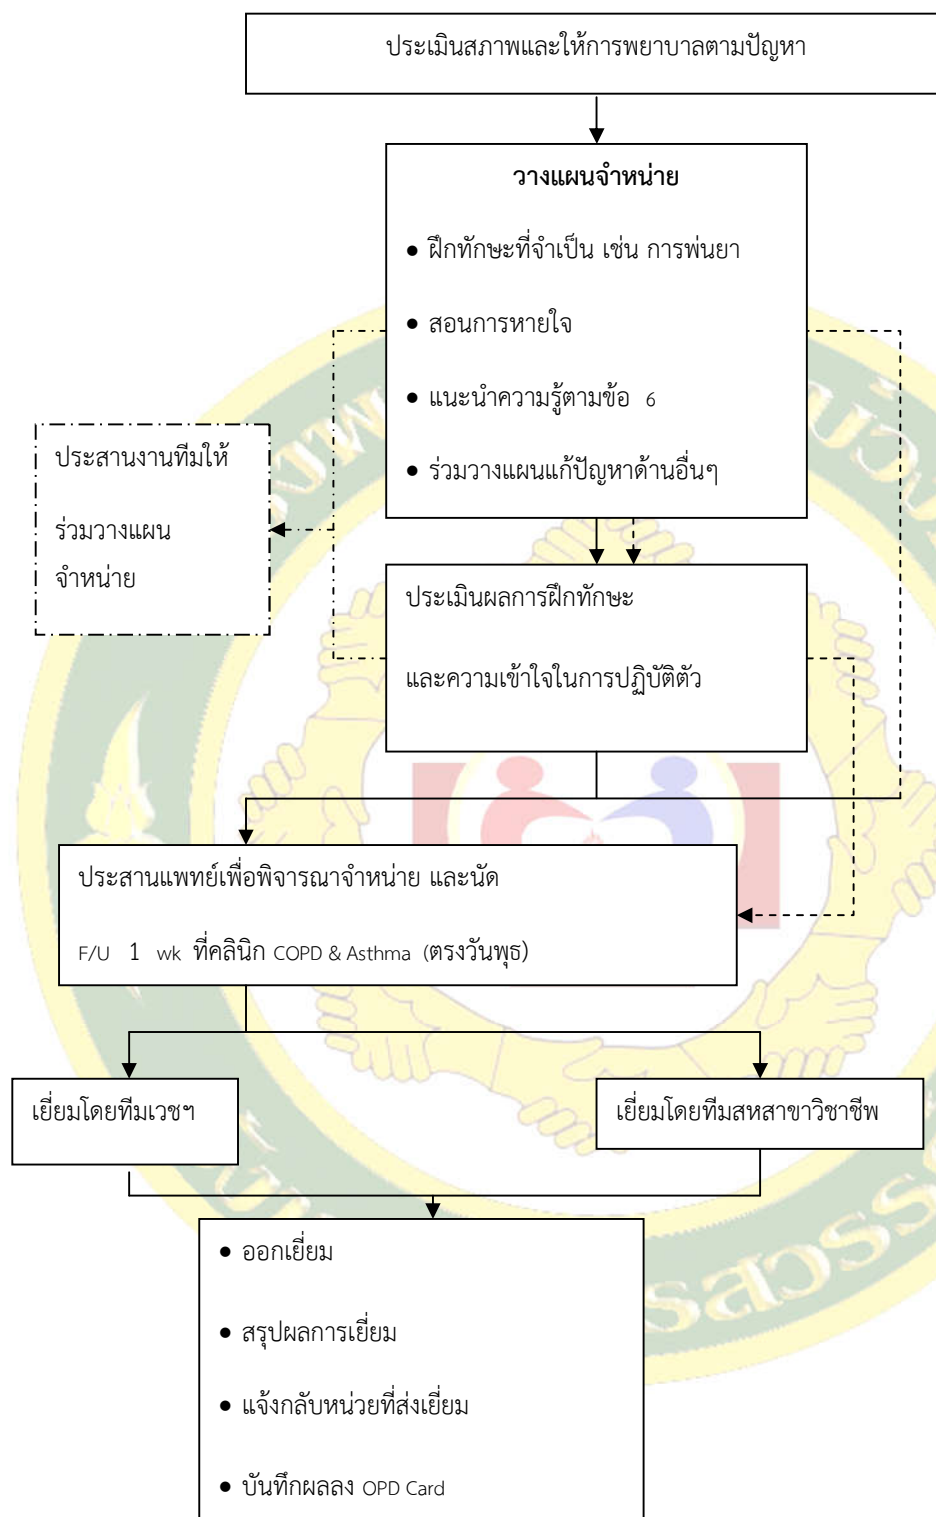 ประเมินสภาพและให้การพยาบาลตามปัญหา
วางแผนจำหน่าย
• ฝึกทักษะที่จำเป็น เช่น การพ่นยา
• สอนการหายใจ
• แนะนำความรู้ตามข้อ 6
• ร่วมวางแผนแก้ปัญหาด้านอื่นๆ
ประสานงานทีมให้
ร่วมวางแผน
จำหน่าย
ประเมินผลการฝึกทักษะ
และความเข้าใจในการปฏิบัติตัว
ประสานแพทย์เพื่อพิจารณาจำหน่าย และนัด
F/U 1 wk ที่คลินิก COPD & Asthma (ตรงวันพุธ)
เยี่ยมโดยทีมเวชฯ
เยี่ยมโดยทีมสหสาขาวิชาชีพ
• ออกเยี่ยม
• สรุปผลการเยี่ยม
• แจ้งกลับหน่วยที่ส่งเยี่ยม
• บันทึกผลลง OPD Card